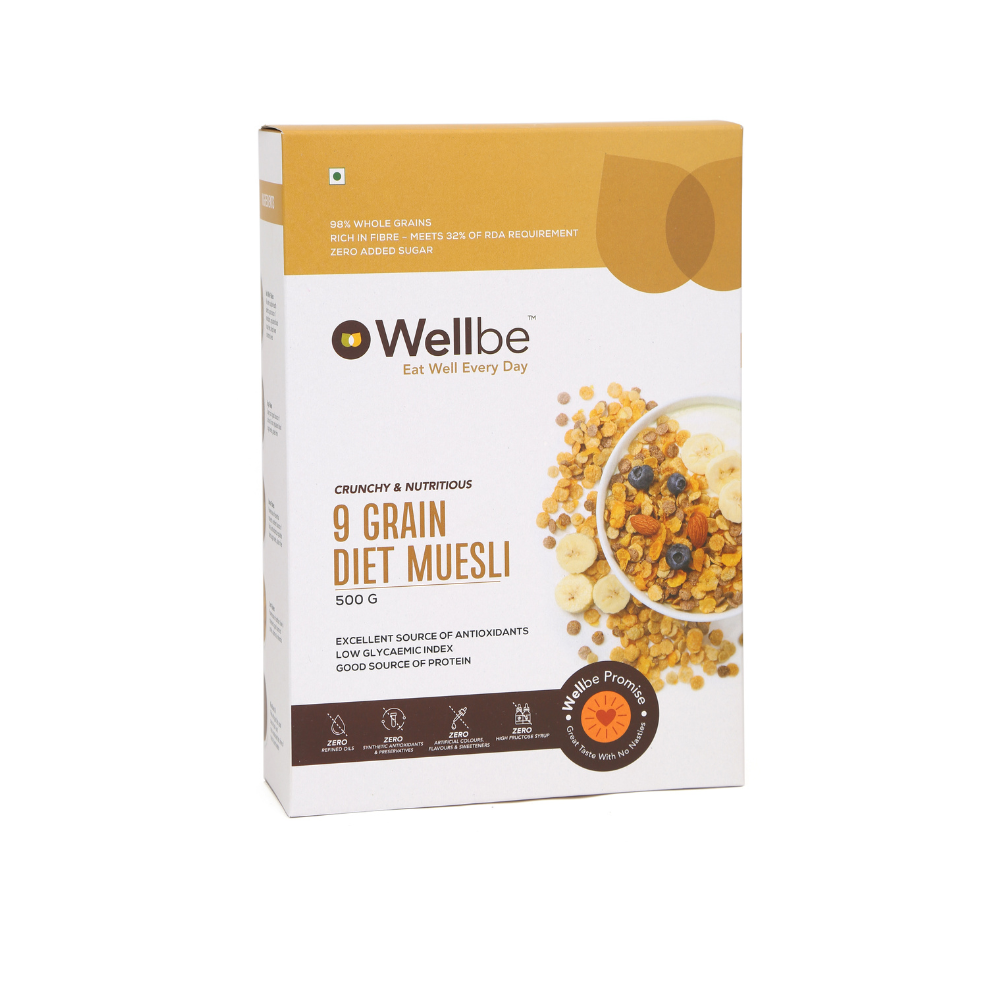 98% WHOLE GRAINS
RICH IN FIBRE – MEETS 32% OF RDA REQUIREMENT
ZERO ADDED SUGAR
Wellbe™
Eat Well Every Day
CRUNCHY & NUTRITIOUS
9 GRAIN
DIET MUESLI
500 G
EXCELLENT SOURCE OF ANTIOXIDANTS
LOW GLYCAEMIC INDEX
GOOD SOURCE OF PROTEIN
ZERO
REFINED OILS
ZERO
SYNTHETIC ANTIOXIDANTS
& PRESERVATIVES
ZERO
ARTIFICIAL COLOURS,
FLAVOURS & SWEETENERS
ZERO
HIGH FRUCTOSE SYRUP
Wellbe Promise
Great Taste With No Nasties